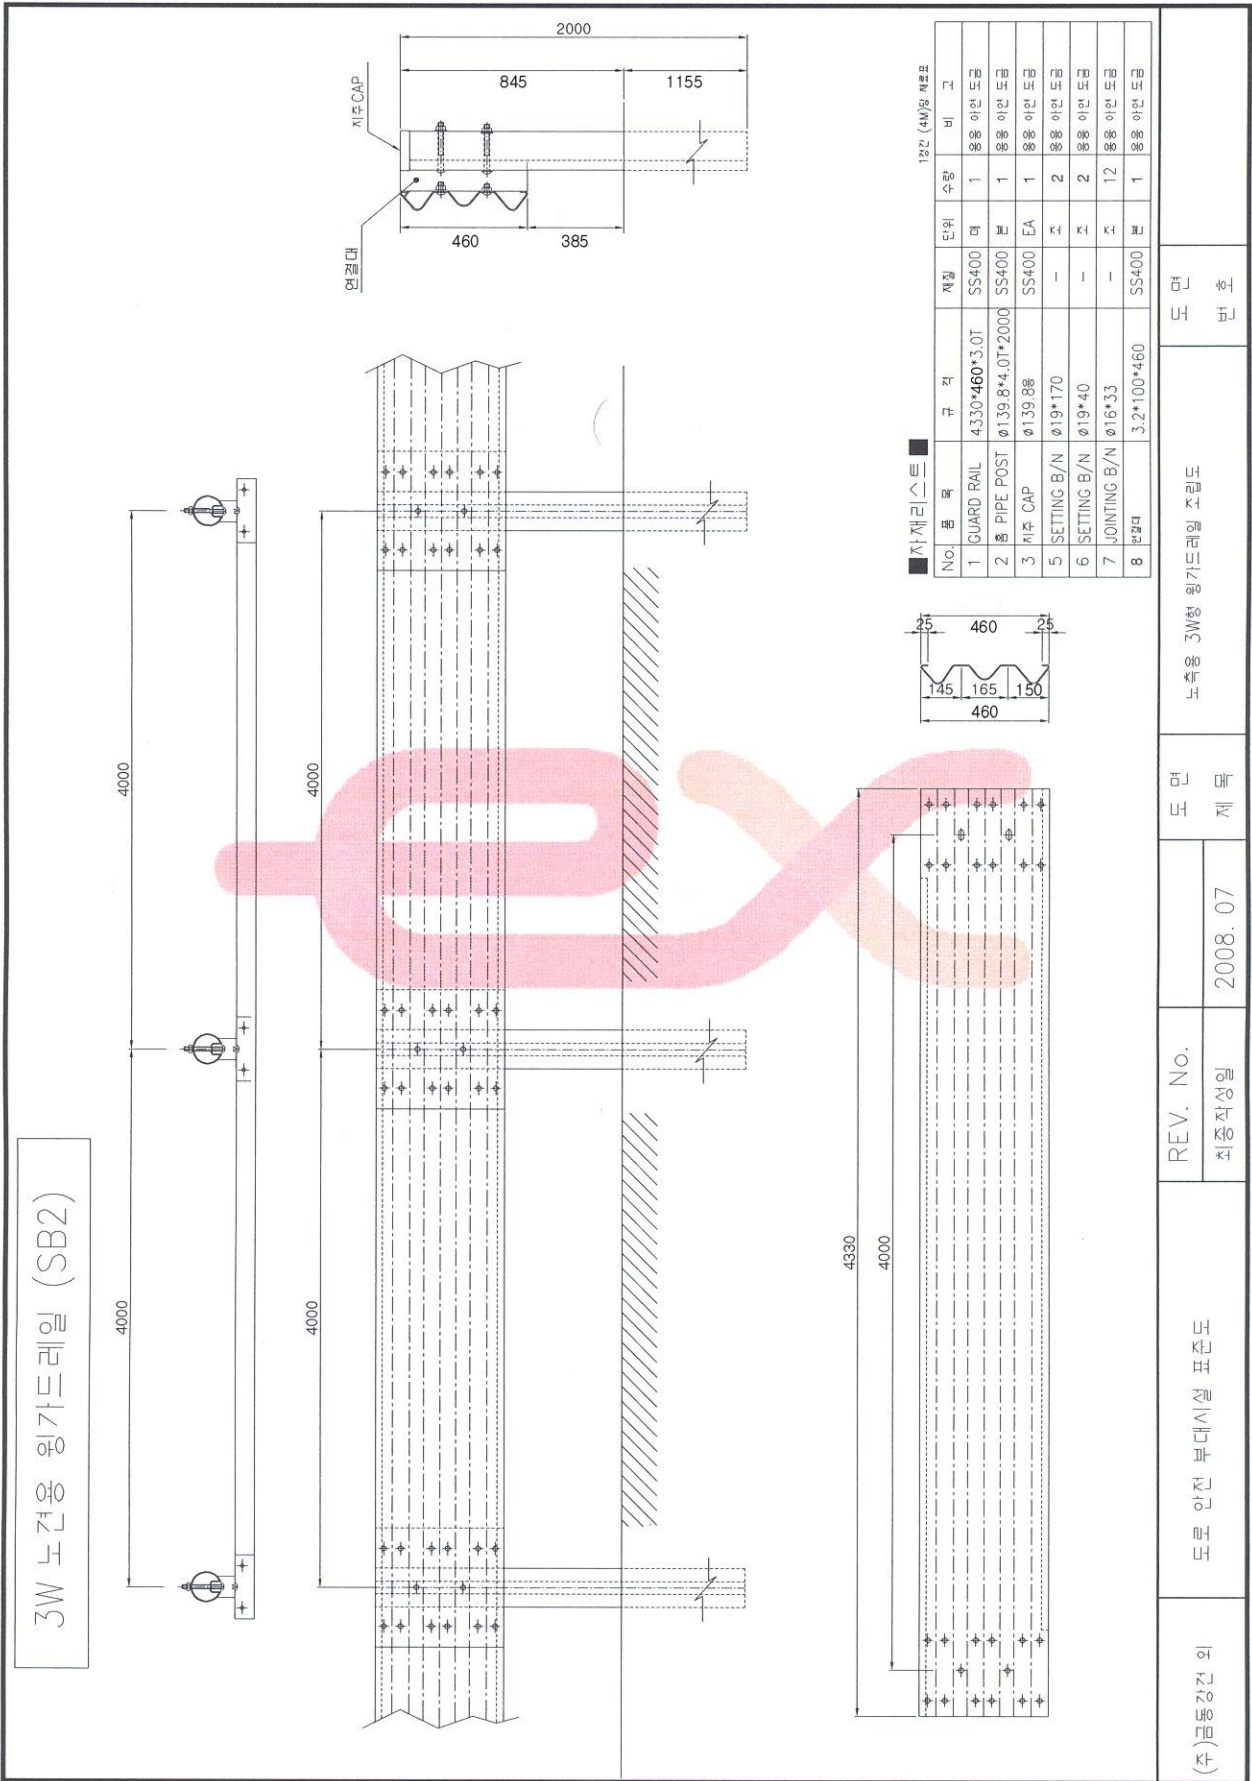 3W 노견용 윙가드레일 (SB2)
4000
4000
4000
4000
2000
845
1155
지주CAP
연결대
460
385
4330
4000
25
460
25
145
165
150
460
■자재리스트■
1경간 (4M)당 재료표
No. 품 목 규 격 재질 단위 수량 비 고
1 GUARD RAIL 4330*460*3.0T SS400 매 1 용융 아연 도금
2 홈 PIPE POST ø139.8*4.0T*2000 SS400 본 1 용융 아연 도금
3 지주 CAP ø139.8용 SS400 EA 1 용융 아연 도금
5 SETTING B/N ø19*170 — 조 2 용융 아연 도금
6 SETTING B/N ø19*40 — 조 2 용융 아연 도금
7 JOINTING B/N ø16*33 — 조 12 용융 아연 도금
8 연결대 3.2*100*460 SS400 본 1 용융 아연 도금
(주)금동강건 외
도로 안전 부대시설 표준도
REV. No.
최종작성일
2008. 07
도 면
제 목
노측용 3W형 윙가드레일 조립도
도 면
번 호